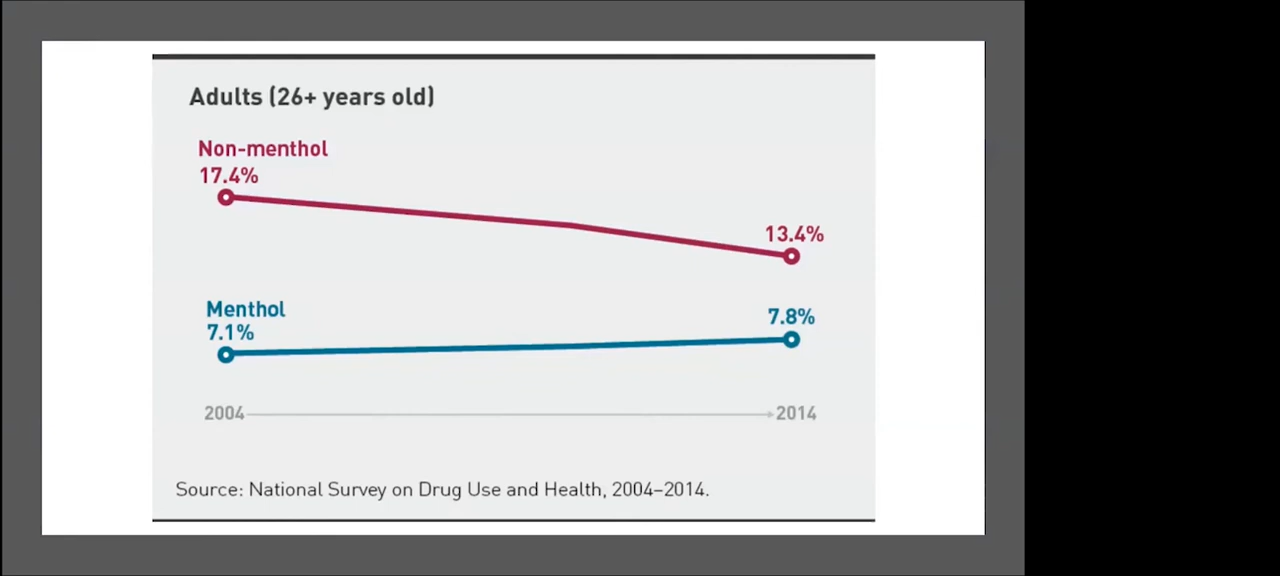 Adults (26+ years old)
Non-menthol
17.4%
13.4%
Menthol
7.1%
7.8%
2004
2014
Source: National Survey on Drug Use and Health, 2004–2014.